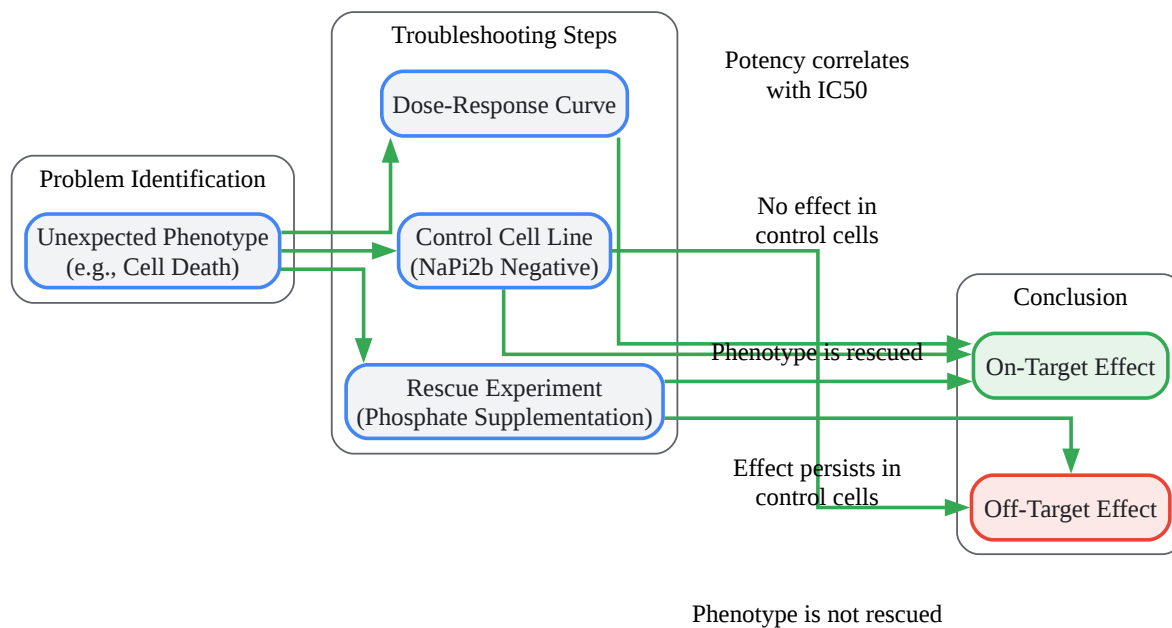 Problem Identification
Unexpected Phenotype
(e.g., Cell Death)
Troubleshooting Steps
Dose-Response Curve
Control Cell Line
(NaPi2b Negative)
Rescue Experiment
(Phosphate Supplementation)
Potency correlates
with IC50
No effect in
control cells
Phenotype is rescued
Effect persists in
control cells
Phenotype is not rescued
Conclusion
On-Target Effect
Off-Target Effect